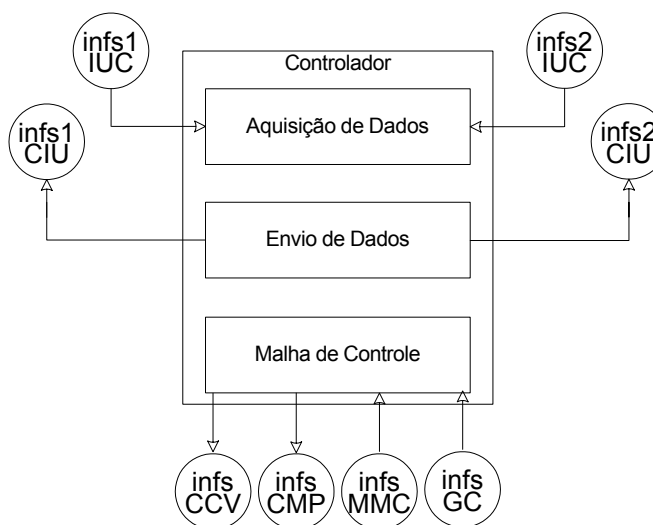 infs1
IUC
infs2
IUC
Controlador
Aquisição de Dados
infs1
CIU
infs2
CIU
Envio de Dados
Malha de Controle
infs
CCV
infs
CMP
infs
MMC
infs
GC